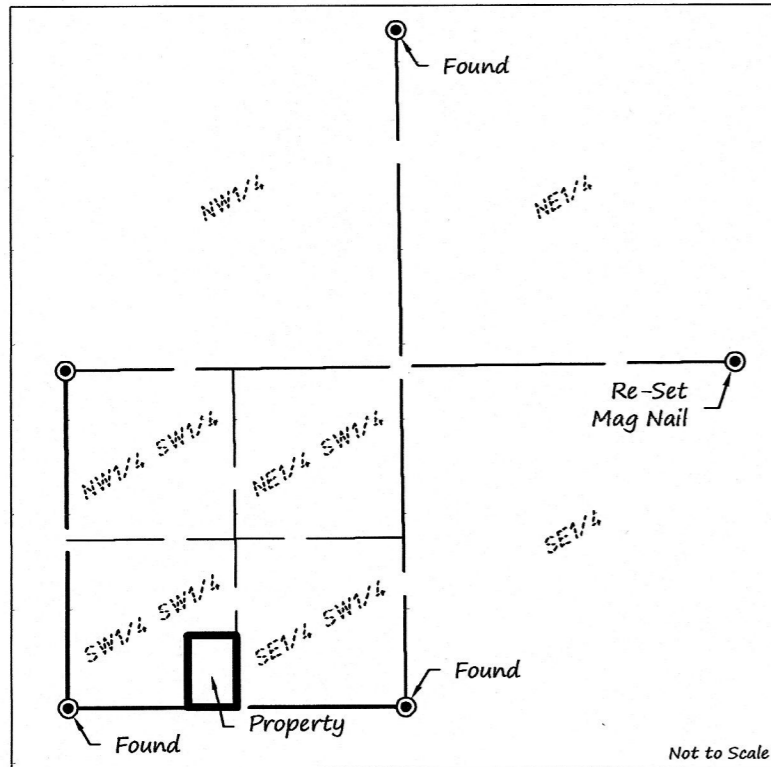 Found
NW1/4
NE1/4
Re-Set
Mag Nail
NW1/4 SW1/4
NE1/4 SW1/4
SE1/4
SW1/4 SW1/4
SE1/4 SW1/4
Found
Property
Found
Not to Scale